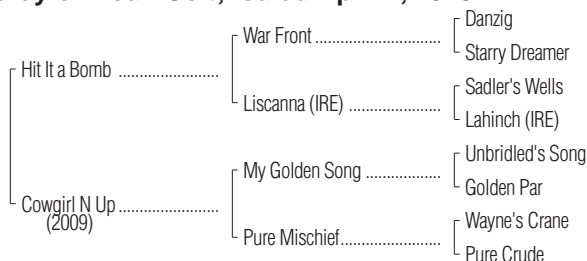 Danzig
War Front ...............................
Starry Dreamer
Hit It a Bomb ............................
Sadler's Wells
Liscanna (IRE) ..........................
Lahinch (IRE)
Unbridled's Song
My Golden Song .....................
Golden Par
Cowgirl N Up ............................
(2009)
Wayne's Crane
Pure Mischief............................
Pure Crude